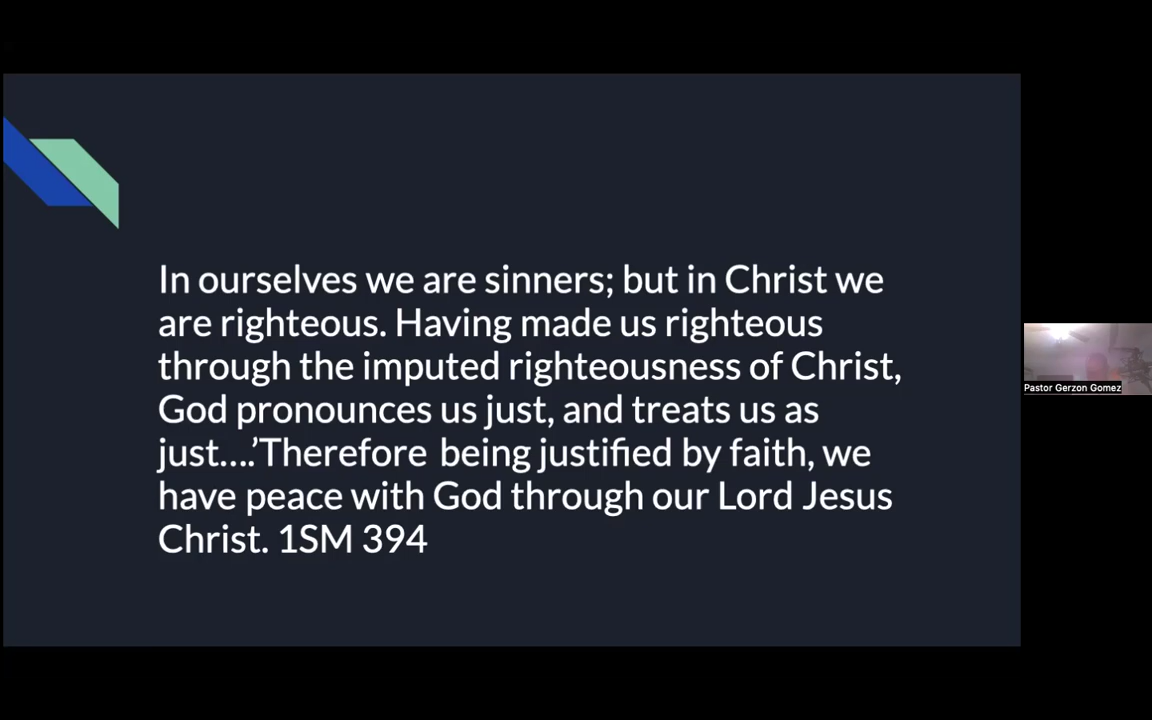 In ourselves we are sinners; but in Christ we
are righteous. Having made us righteous
through the imputed righteousness of Christ,
God pronounces us just, and treats us as
just....’Therefore being justified by faith, we
have peace with God through our Lord Jesus
Christ. 1SM 394
Pastor Gerzon Gomez